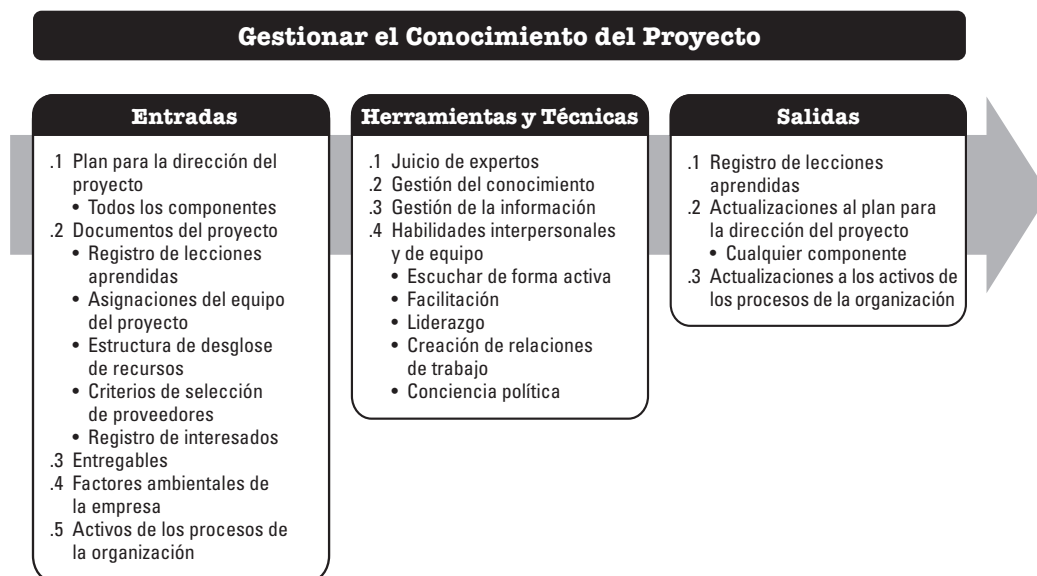 Gestionar el Conocimiento del Proyecto
Entradas
.1 Plan para la dirección del
proyecto
• Todos los componentes
.2 Documentos del proyecto
• Registro de lecciones
aprendidas
• Asignaciones del equipo
del proyecto
• Estructura de desglose
de recursos
• Criterios de selección
de proveedores
• Registro de interesados
.3 Entregables
.4 Factores ambientales de
la empresa
.5 Activos de los procesos de
la organización
Herramientas y Técnicas
.1 Juicio de expertos
.2 Gestión del conocimiento
.3 Gestión de la información
.4 Habilidades interpersonales
y de equipo
• Escuchar de forma activa
• Facilitación
• Liderazgo
• Creación de relaciones
de trabajo
• Conciencia política
Salidas
.1 Registro de lecciones
aprendidas
.2 Actualizaciones al plan para
la dirección del proyecto
• Cualquier componente
.3 Actualizaciones a los activos de
los procesos de la organización